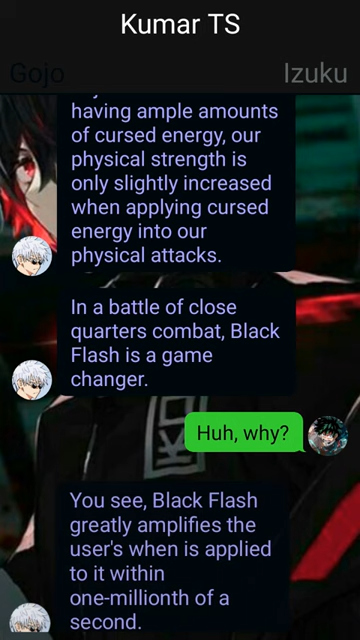 Kumar TS
Gojo
Izuku
having ample amounts
of cursed energy, our
physical strength is
only slightly increased
when applying cursed
energy into our
physical attacks.
In a battle of close
quarters combat, Black
Flash is a game
changer.
Huh, why?
You see, Black Flash
greatly amplifies the
user's when is applied
to it within
one-millionth of a
second.